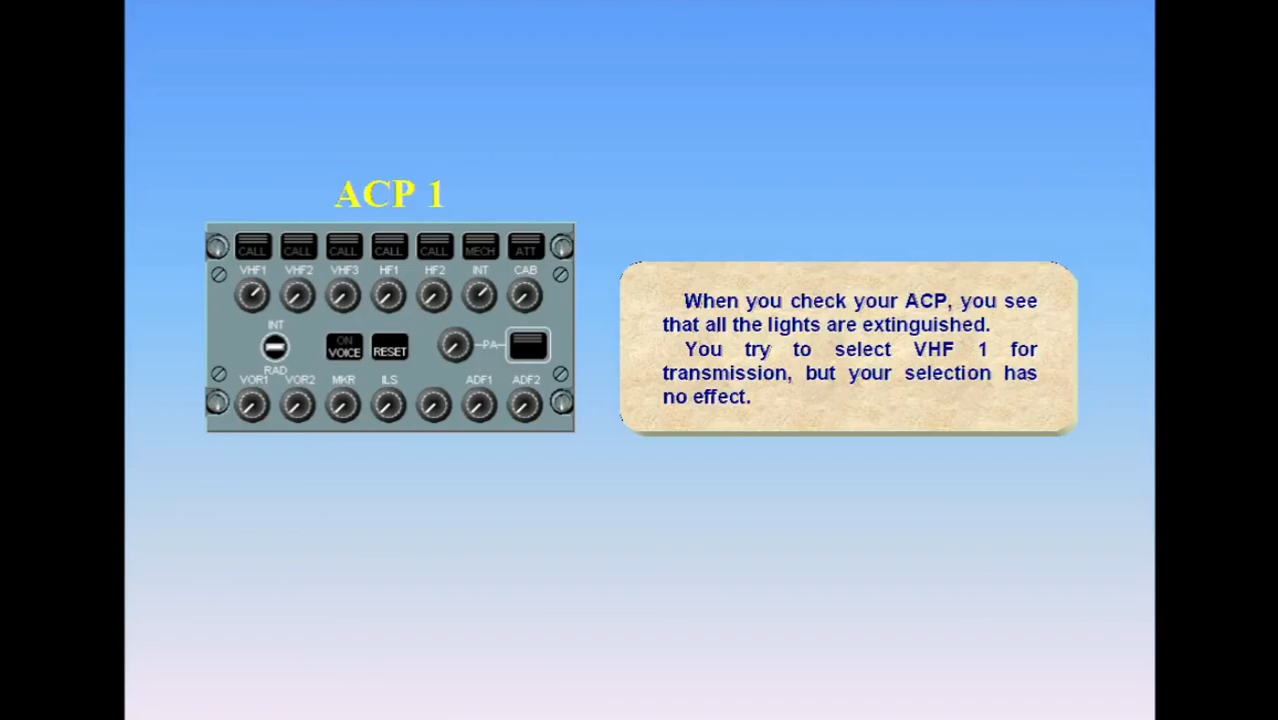 ACP 1
CALL CALL CALL CALL CALL MECH ATT
VHF1 VHF2 VHF3 HF1 HF2 INT CAB
INT
ON
VOICE RESET PA
RAD
VOR1 VOR2 MKR ILS ADF1 ADF2
When you check your ACP, you see
that all the lights are extinguished.
You try to select VHF 1 for
transmission, but your selection has
no effect.